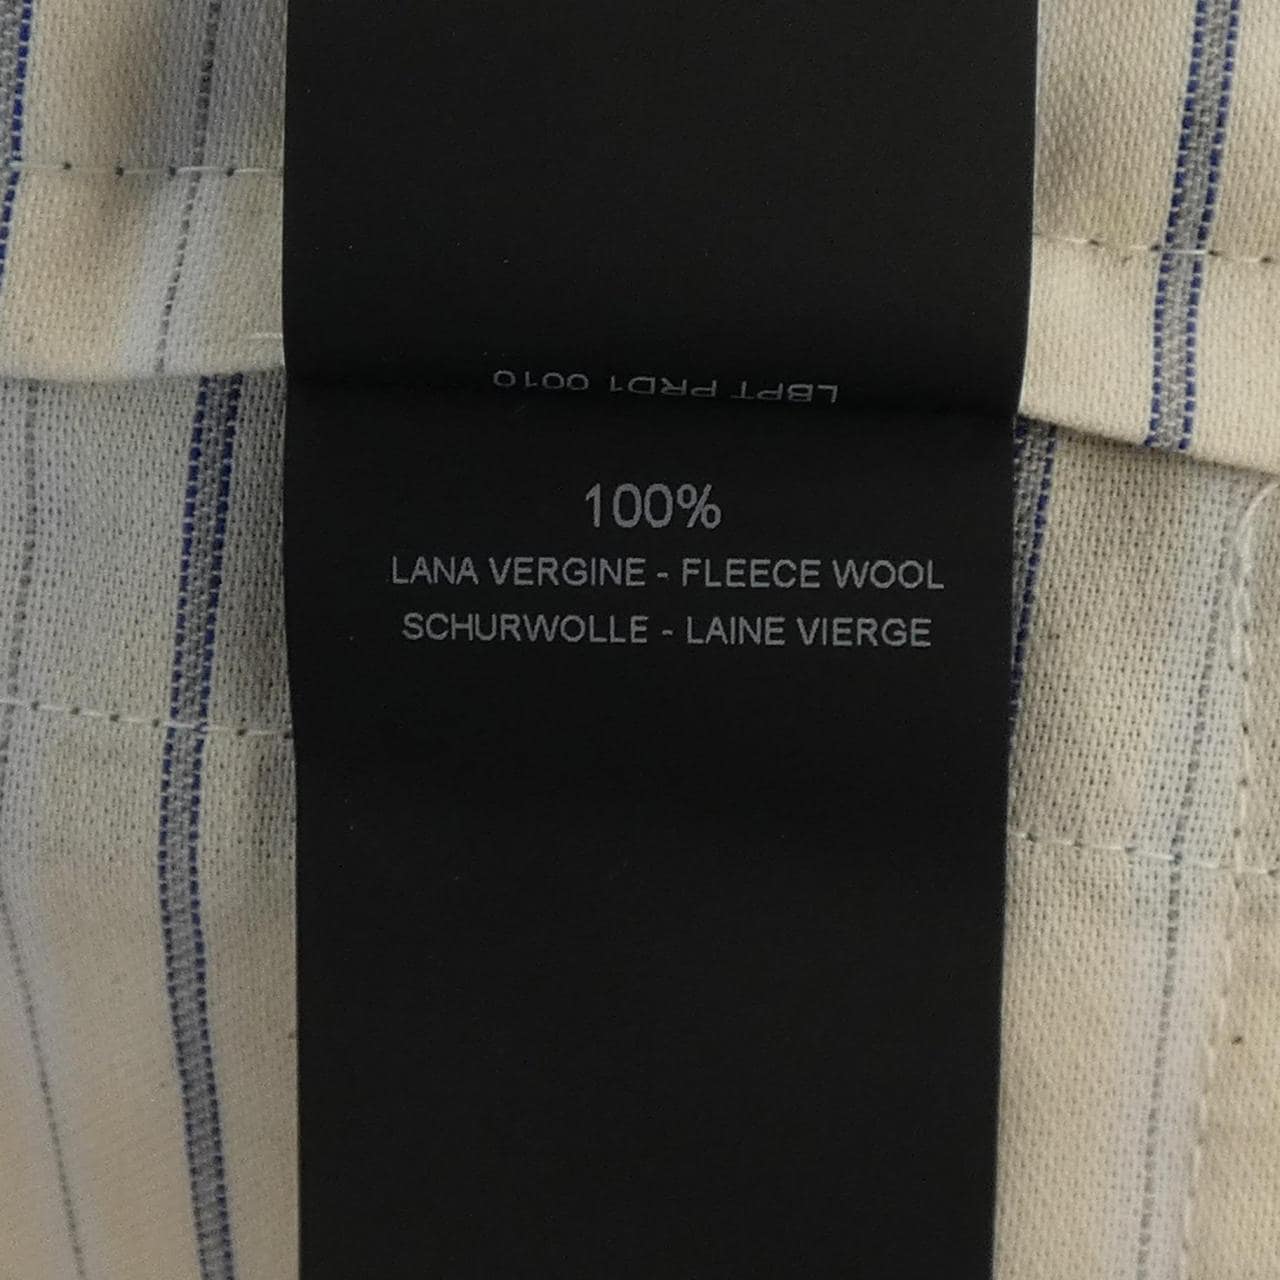 LBPT PRD1 0010
100%
LANA VERGINE - FLEECE WOOL
SCHURWOLLE - LAINE VIERGE